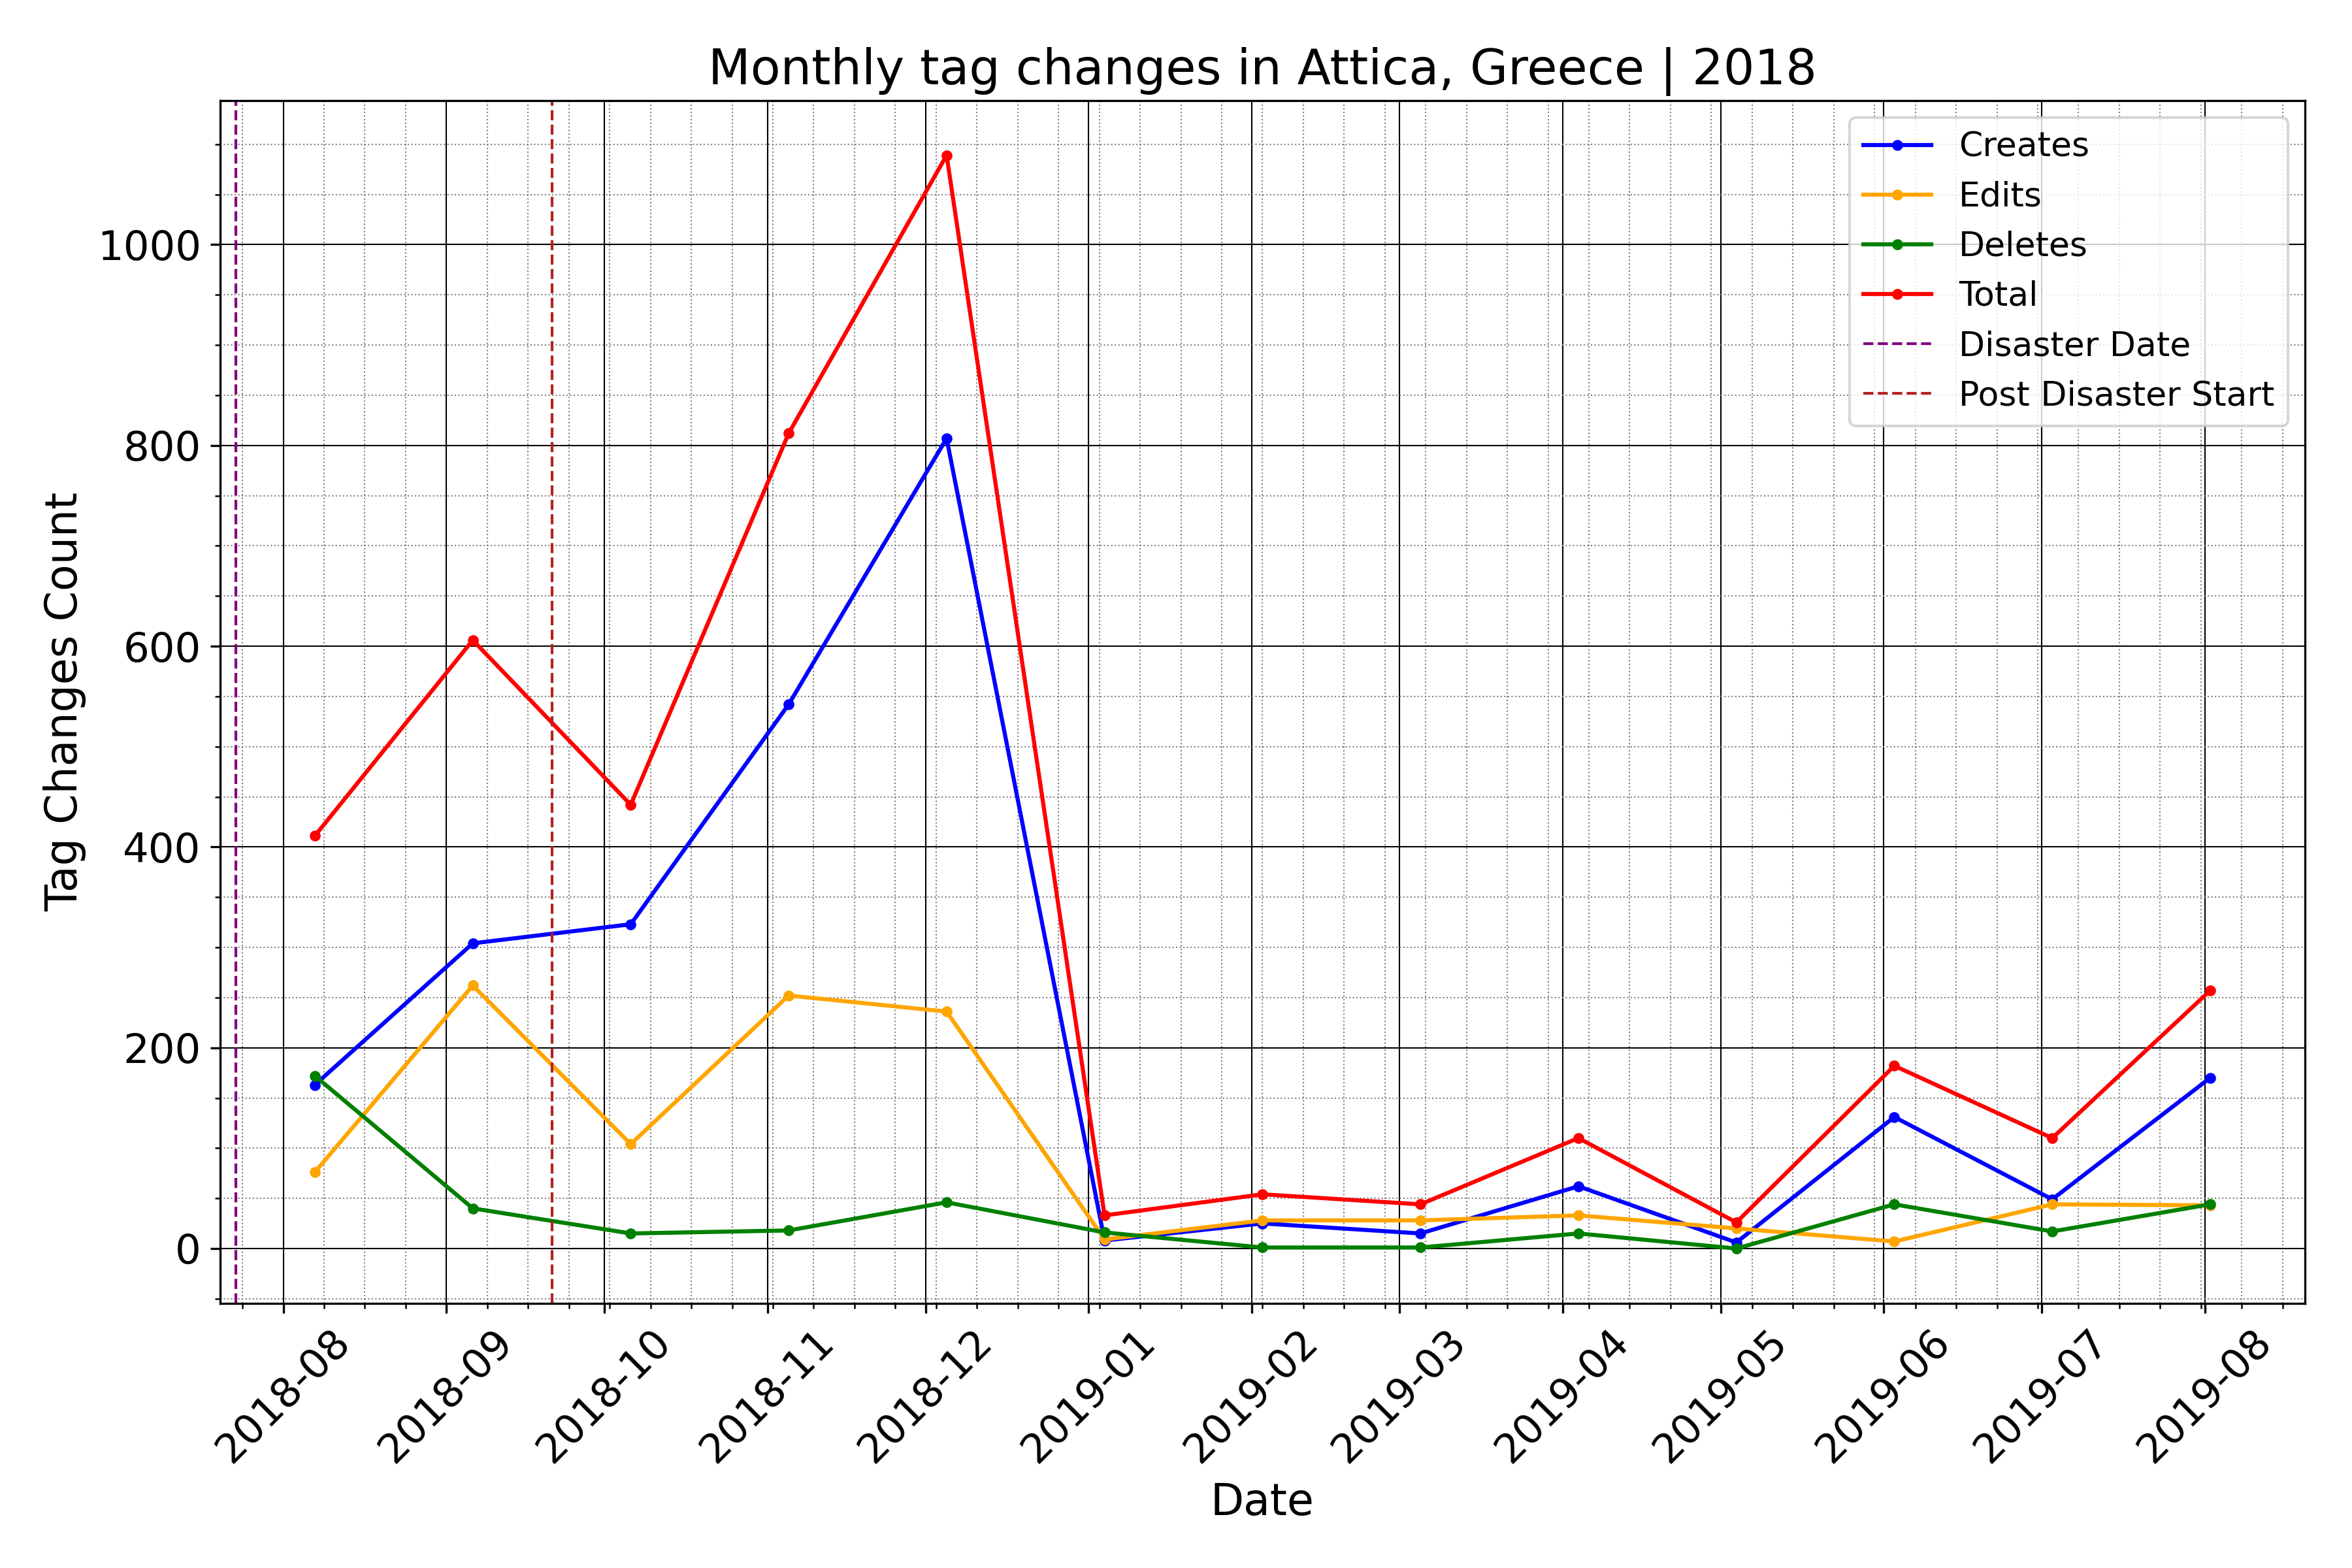 Monthly tag changes in Attica, Greece | 2018
Creates
Edits
Deletes
Total
Disaster Date
Post Disaster Start
Tag Changes Count
1000
800
600
400
200
0
2018-08
2018-09
2018-10
2018-11
2018-12
2019-01
2019-02
2019-03
2019-04
2019-05
2019-06
2019-07
2019-08
Date